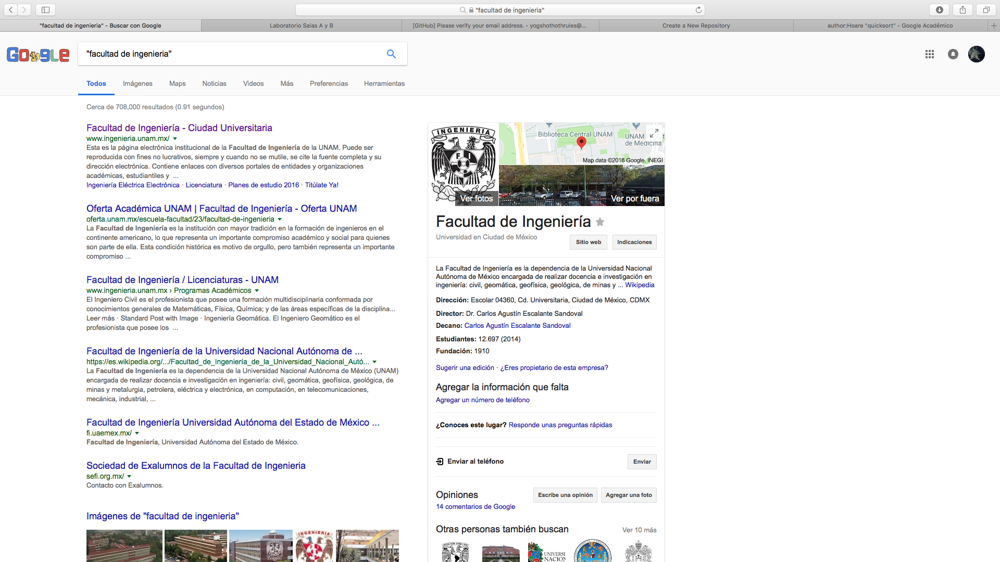 "facultad de ingenieria"
"facultad de ingenieria" - Buscar con Google
Laboratorio Salas A y B
[GitHub] Please verify your email address. - yogshothothrules@...
Create a New Repository
author:Hoare "quicksort" - Google Académico
Google
"facultad de ingenieria"
Todos
Imágenes
Maps
Noticias
Videos
Más
Preferencias
Herramientas
Cerca de 708,000 resultados (0.91 segundos)
Facultad de Ingeniería - Ciudad Universitaria
www.ingenieria.unam.mx/
Esta es la página electrónica institucional de la Facultad de Ingeniería de la UNAM. Puede ser
reproducida con fines no lucrativos, siempre y cuando no se mutile, se cite la fuente completa y su
dirección electrónica. Contiene enlaces con diversos portales de entidades y organizaciones
académicas, estudiantiles y ...
Ingeniería Eléctrica Electrónica · Licenciatura · Planes de estudio 2016 · Titúlate Ya!
Oferta Académica UNAM | Facultad de Ingeniería - Oferta UNAM
oferta.unam.mx/escuela-facultad/23/facultad-de-ingenieria
La Facultad de Ingeniería es la institución con mayor tradición en la formación de ingenieros en el
continente americano, lo que representa un importante compromiso académico y social para quienes
son parte de ella. Esta condición histórica es motivo de orgullo, pero también representa un importante
compromiso ...
Facultad de Ingeniería / Licenciaturas - UNAM
www.ingenieria.unam.mx › Programas Académicos
El Ingeniero Civil es el profesionista que posee una formación multidisciplinaria conformada por
conocimientos generales de Matemáticas, Física, Química; y de las áreas específicas de la disciplina...
Leer más · Standard Post with Image · Ingeniería Geomática. El Ingeniero Geomático es el
profesionista que posee los ...
Facultad de Ingeniería de la Universidad Nacional Autónoma de ...
https://es.wikipedia.org/.../Facultad_de_Ingeniería_de_la_Universidad_Nacional_Autó...
La Facultad de Ingeniería es la dependencia de la Universidad Nacional Autónoma de México (UNAM)
encargada de realizar docencia e investigación en ingeniería: civil, geomática, geofísica, geológica, de
minas y metalurgia, petrolera, eléctrica y electrónica, en computación, en telecomunicaciones,
mecánica, industrial, ...
Facultad de Ingeniería Universidad Autónoma del Estado de México ...
fi.uaemex.mx/
Facultad de Ingeniería, Universidad Autónoma del Estado de México.
Sociedad de Exalumnos de la Facultad de Ingenieria
sefi.org.mx/
Contacto con Exalumnos.
Imágenes de "facultad de ingenieria"
INGENIERIA
INGENIERIA
F I
Ver fotos
Biblioteca Central UNAM
UNAM
de Medicina
Map data ©2018 Google, INEGI
Ver por fuera
Facultad de Ingeniería
Universidad en Ciudad de México
Sitio web
Indicaciones
La Facultad de Ingeniería es la dependencia de la Universidad Nacional
Autónoma de México encargada de realizar docencia e investigación en
ingeniería: civil, geomática, geofísica, geológica, de minas y ... Wikipedia
Dirección: Escolar 04360, Cd. Universitaria, Ciudad de México, CDMX
Director: Dr. Carlos Agustín Escalante Sandoval
Decano: Carlos Agustín Escalante Sandoval
Estudiantes: 12.697 (2014)
Fundación: 1910
Sugerir una edición · ¿Eres propietario de esta empresa?
Agregar la información que falta
Agregar un número de teléfono
¿Conoces este lugar? Responde unas preguntas rápidas
Enviar al teléfono
Enviar
Opiniones
Escribe una opinión
Agregar una foto
14 comentarios de Google
Otras personas también buscan
Ver 10 más
UNIVERSI
NACION